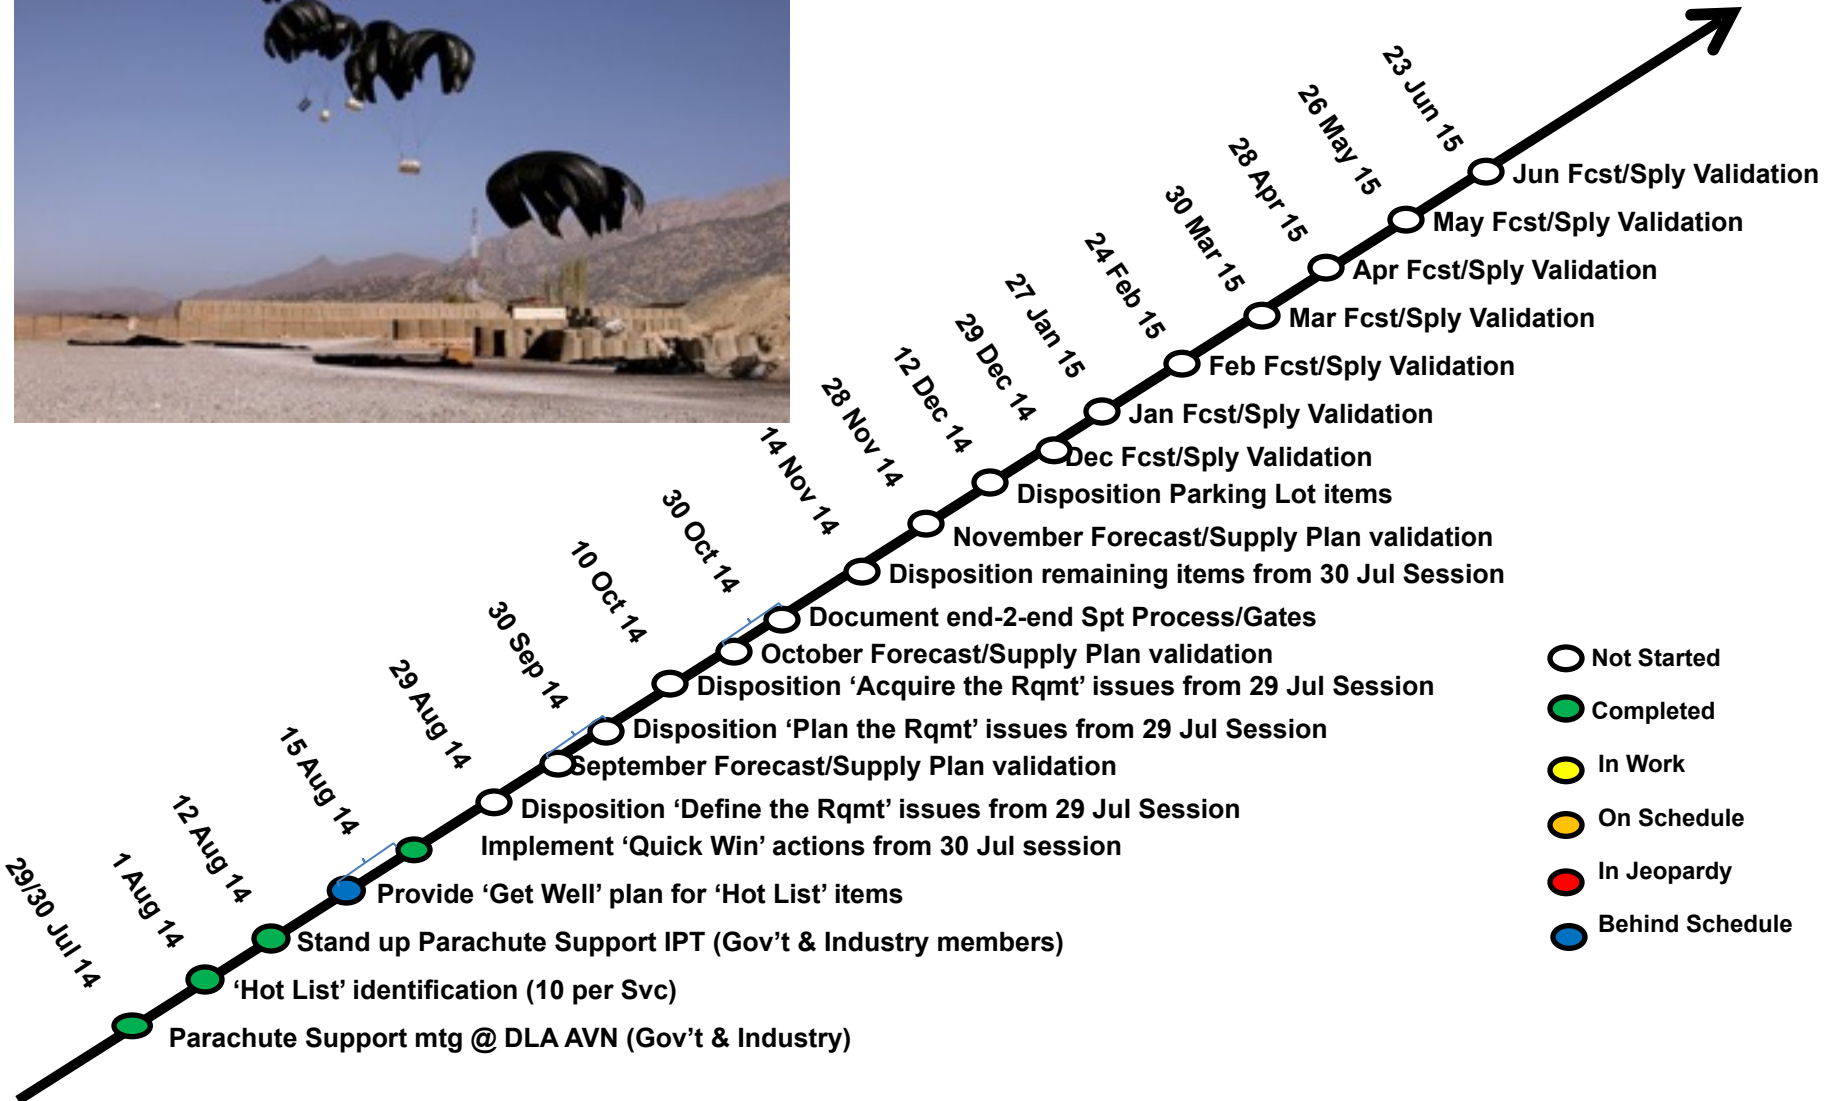 23 Jun 15
26 May 15
28 Apr 15
30 Mar 15
24 Feb 15
27 Jan 15
29 Dec 14
12 Dec 14
28 Nov 14
14 Nov 14
30 Oct 14
10 Oct 14
30 Sep 14
29 Aug 14
15 Aug 14
12 Aug 14
1 Aug 14
29/30 Jul 14
Jun Fcst/Sply Validation
May Fcst/Sply Validation
Apr Fcst/Sply Validation
Mar Fcst/Sply Validation
Feb Fcst/Sply Validation
Jan Fcst/Sply Validation
Dec Fcst/Sply Validation
Disposition Parking Lot items
November Forecast/Supply Plan validation
Disposition remaining items from 30 Jul Session
Document end-2-end Spt Process/Gates
October Forecast/Supply Plan validation
Disposition ‘Acquire the Rqmt’ issues from 29 Jul Session
Disposition ‘Plan the Rqmt’ issues from 29 Jul Session
September Forecast/Supply Plan validation
Disposition ‘Define the Rqmt’ issues from 29 Jul Session
Implement ‘Quick Win’ actions from 30 Jul session
Provide ‘Get Well’ plan for ‘Hot List’ items
Stand up Parachute Support IPT (Gov’t & Industry members)
‘Hot List’ identification (10 per Svc)
Parachute Support mtg @ DLA AVN (Gov’t & Industry)
Not Started
Completed
In Work
On Schedule
In Jeopardy
Behind Schedule